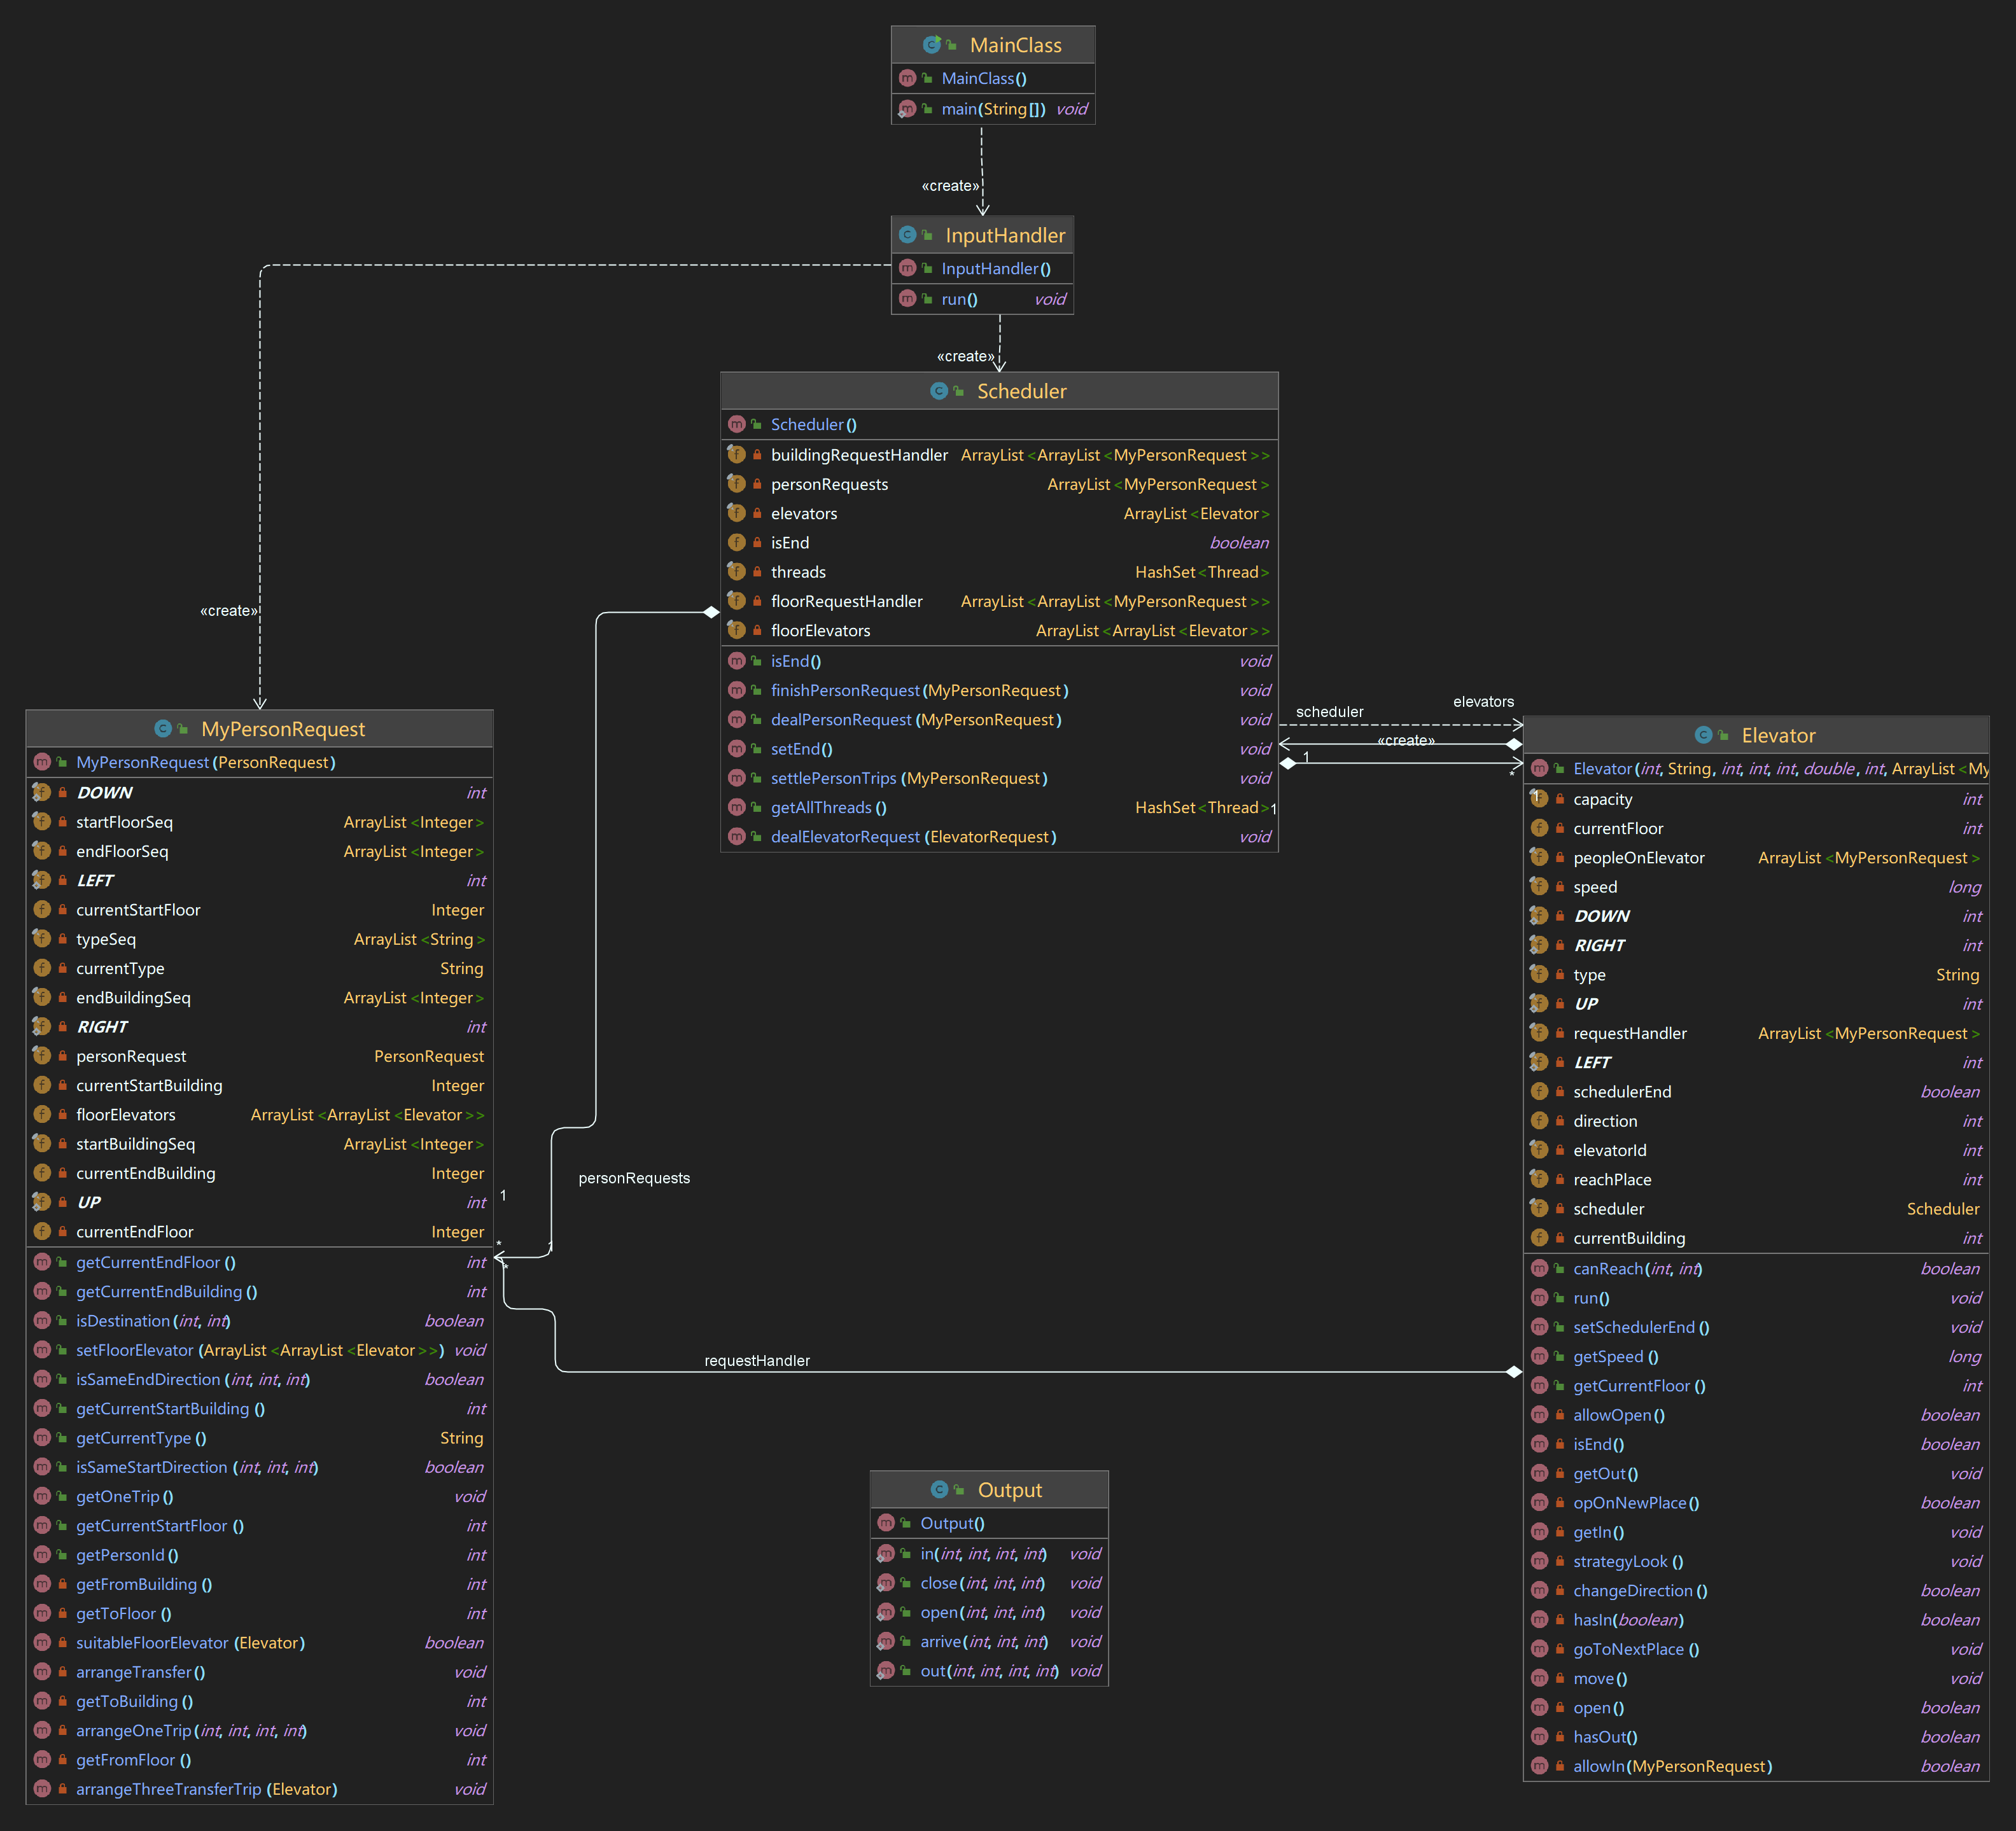 MainClass
MainClass()
main(String[]) void
«create»
InputHandler
InputHandler()
run() void
«create»
«create»
Scheduler
Scheduler()
buildingRequestHandler ArrayList<ArrayList<MyPersonRequest>>
personRequests ArrayList<MyPersonRequest>
elevators ArrayList<Elevator>
isEnd boolean
threads HashSet<Thread>
floorRequestHandler ArrayList<ArrayList<MyPersonRequest>>
floorElevators ArrayList<ArrayList<Elevator>>
isEnd() void
finishPersonRequest(MyPersonRequest) void
dealPersonRequest(MyPersonRequest) void
setEnd() void
settlePersonTrips(MyPersonRequest) void
getAllThreads() HashSet<Thread>
dealElevatorRequest(ElevatorRequest) void
scheduler
elevators
«create»
1
*
1
1
MyPersonRequest
MyPersonRequest(PersonRequest)
DOWN int
startFloorSeq ArrayList<Integer>
endFloorSeq ArrayList<Integer>
LEFT int
currentStartFloor Integer
typeSeq ArrayList<String>
currentType String
endBuildingSeq ArrayList<Integer>
RIGHT int
personRequest PersonRequest
currentStartBuilding Integer
floorElevators ArrayList<ArrayList<Elevator>>
startBuildingSeq ArrayList<Integer>
currentEndBuilding Integer
UP int
currentEndFloor Integer
getCurrentEndFloor() int
getCurrentEndBuilding() int
isDestination(int, int) boolean
setFloorElevator(ArrayList<ArrayList<Elevator>>) void
isSameEndDirection(int, int, int) boolean
getCurrentStartBuilding() int
getCurrentType() String
isSameStartDirection(int, int, int) boolean
getOneTrip() void
getCurrentStartFloor() int
getPersonId() int
getFromBuilding() int
getToFloor() int
suitableFloorElevator(Elevator) boolean
arrangeTransfer() void
getToBuilding() int
arrangeOneTrip(int, int, int, int) void
getFromFloor() int
arrangeThreeTransferTrip(Elevator) void
personRequests
1
*
1
*
requestHandler
Elevator
Elevator(int, String, int, int, int, double, int, ArrayList<My
capacity int
currentFloor int
peopleOnElevator ArrayList<MyPersonRequest>
speed long
DOWN int
RIGHT int
type String
UP int
requestHandler ArrayList<MyPersonRequest>
LEFT int
schedulerEnd boolean
direction int
elevatorId int
reachPlace int
scheduler Scheduler
currentBuilding int
canReach(int, int) boolean
run() void
setSchedulerEnd() void
getSpeed() long
getCurrentFloor() int
allowOpen() boolean
isEnd() boolean
getOut() void
opOnNewPlace() boolean
getIn() void
strategyLook() void
changeDirection() boolean
hasIn(boolean) boolean
goToNextPlace() void
move() void
open() boolean
hasOut() boolean
allowIn(MyPersonRequest) boolean
Output
Output()
in(int, int, int, int) void
close(int, int, int) void
open(int, int, int) void
arrive(int, int, int) void
out(int, int, int, int) void